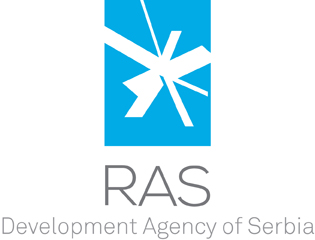 RAS
Development Agency of Serbia